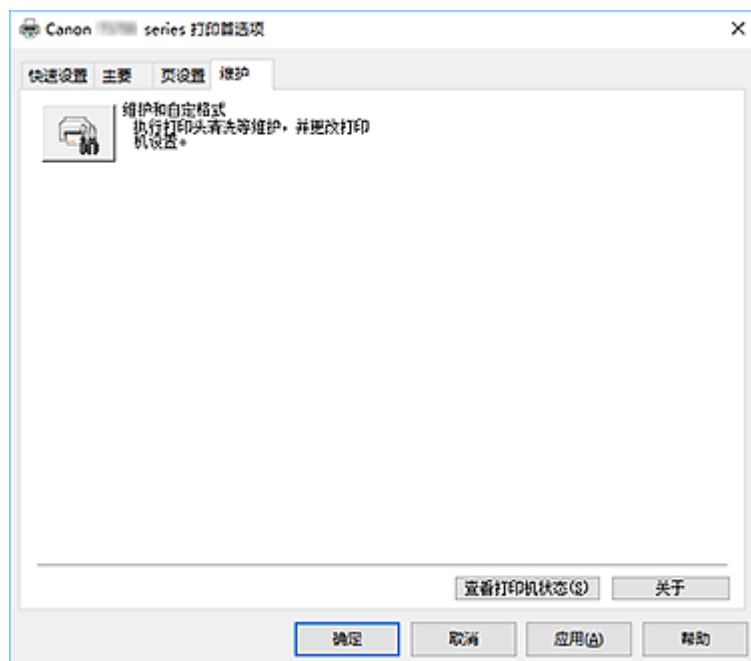 Canon series 打印首选项
快速设置 主要 页设置 维护
维护和自定格式
执行打印头清洗等维护，并更改打印
机设置。
查看打印机状态(S) 关于
确定 取消 应用(A) 帮助